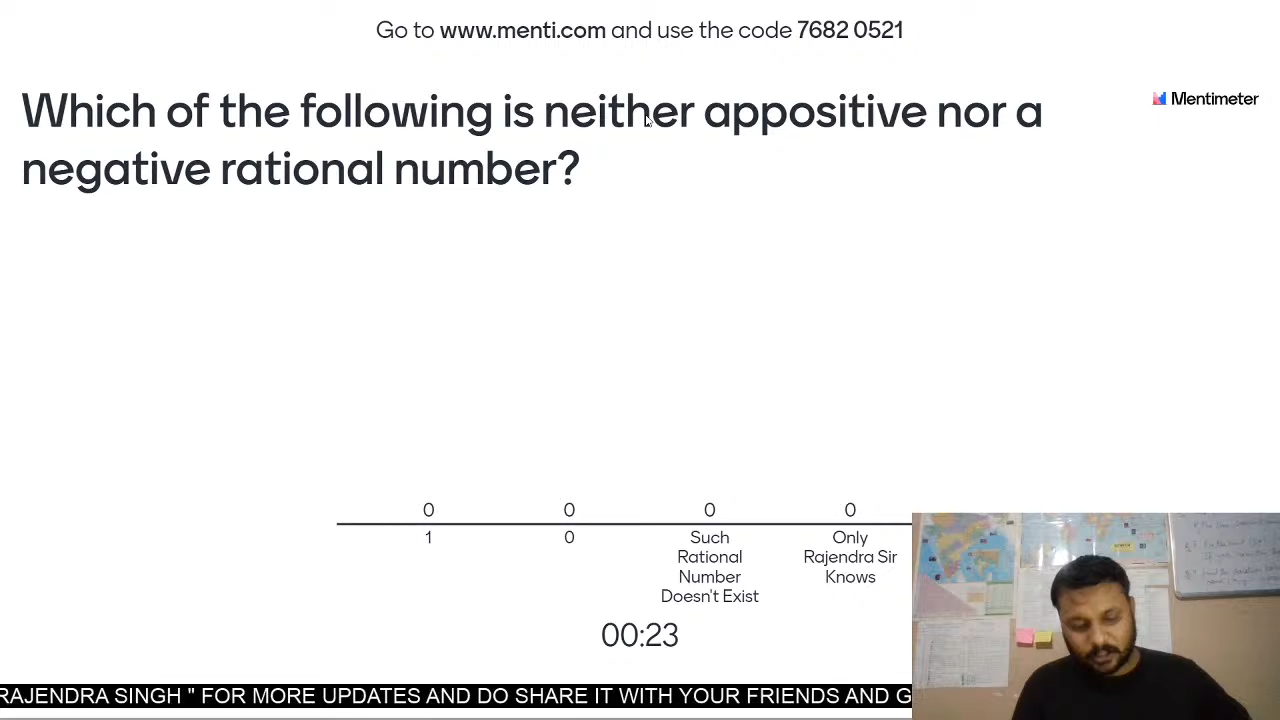 Go to www.menti.com and use the code 7682 0521
Which of the following is neither appositive nor a
negative rational number?
Mentimeter
0 0 0 0
1 0 Such Only
Rational Rajendra Sir
Number Knows
Doesn't Exist
00:23
RAJENDRA SINGH " FOR MORE UPDATES AND DO SHARE IT WITH YOUR FRIENDS AND G